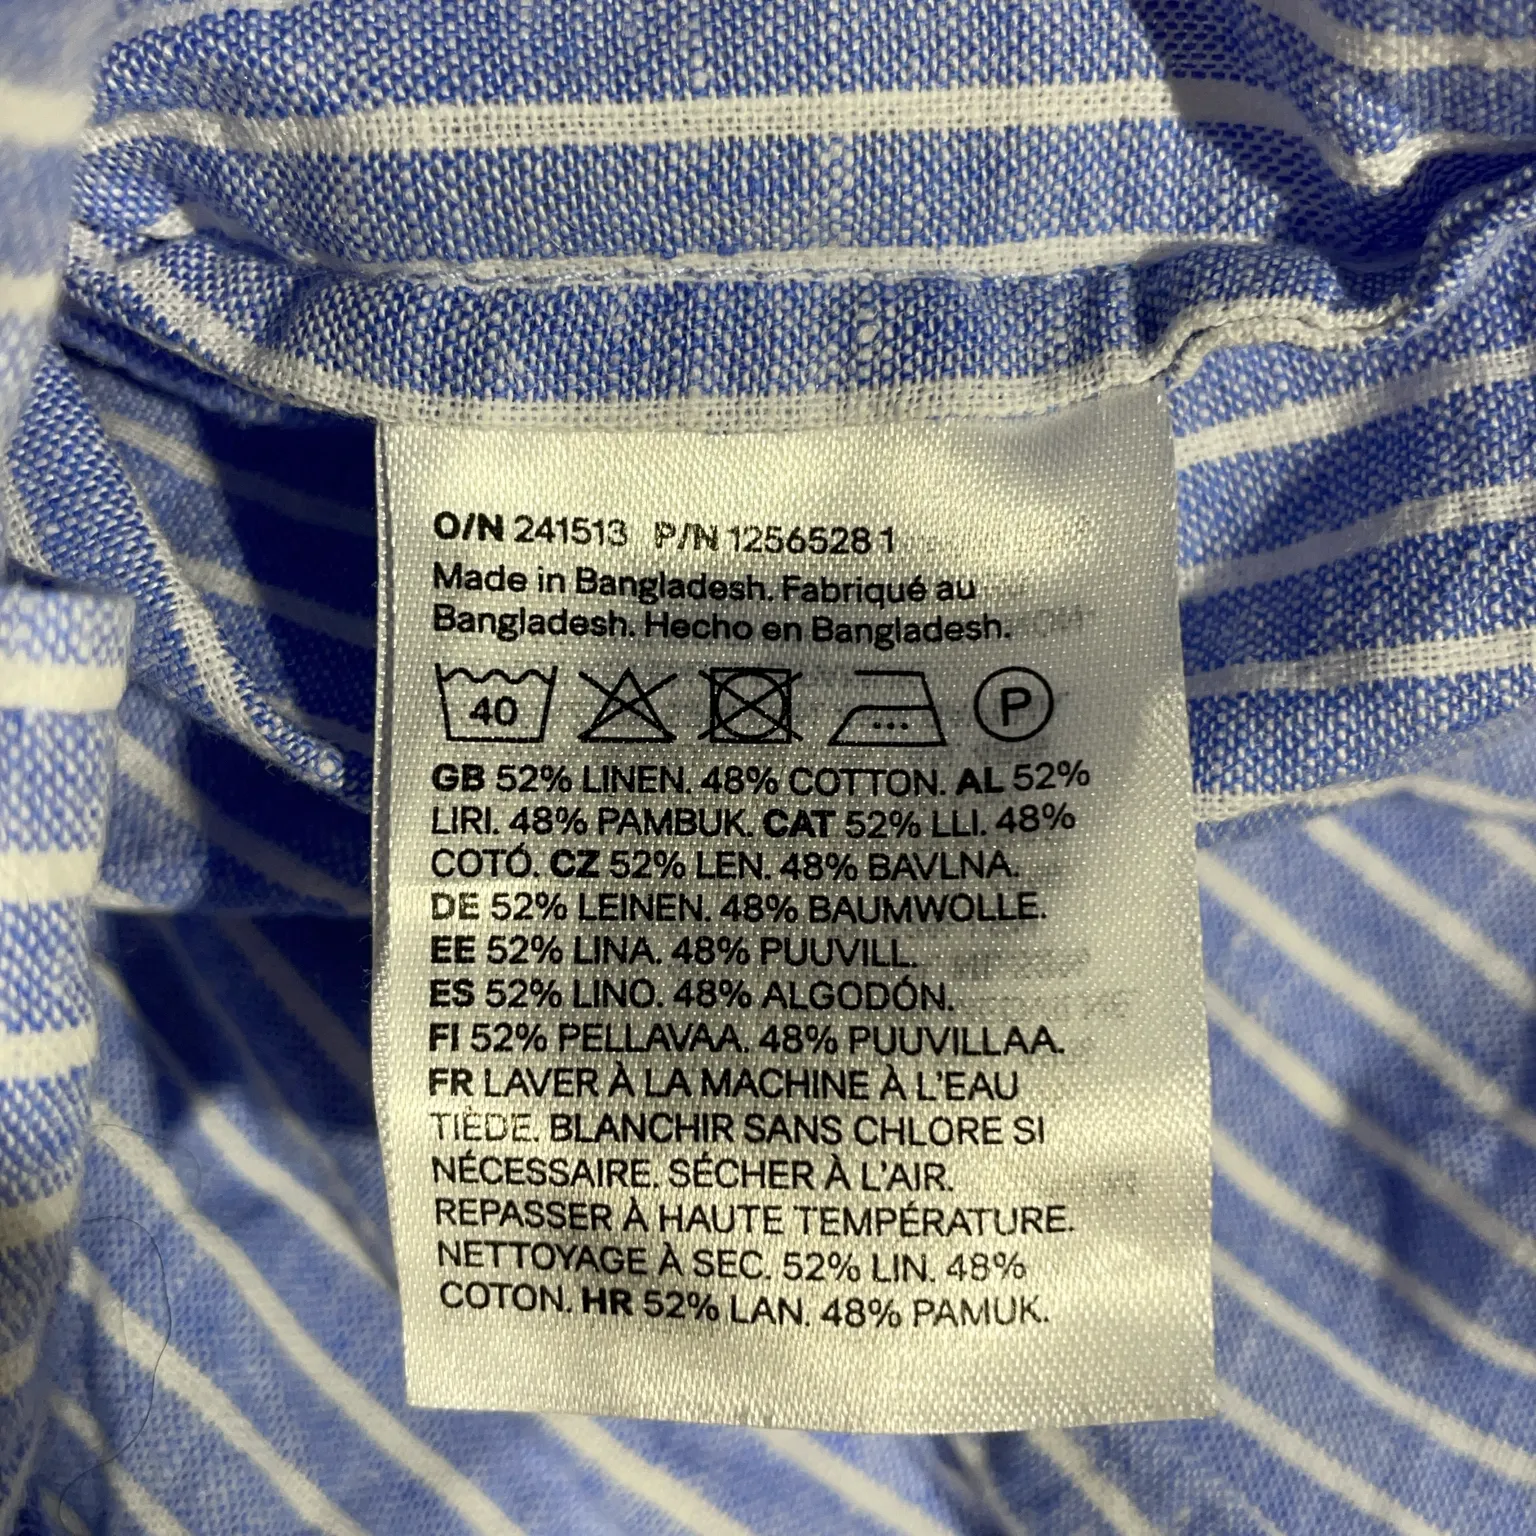 O/N 241513 P/N 12565281
Made in Bangladesh. Fabriqué au
Bangladesh. Hecho en Bangladesh.
40 P
GB 52% LINEN. 48% COTTON. AL 52%
LIRI. 48% PAMBUK. CAT 52% LLI. 48%
COTÓ. CZ 52% LEN. 48% BAVLNA.
DE 52% LEINEN. 48% BAUMWOLLE.
EE 52% LINA. 48% PUUVILL.
ES 52% LINO. 48% ALGODÓN.
FI 52% PELLAVAA. 48% PUUVILLAA.
FR LAVER À LA MACHINE À L'EAU
TIÈDE. BLANCHIR SANS CHLORE SI
NÉCESSAIRE. SÉCHER À L'AIR.
REPASSER À HAUTE TEMPÉRATURE.
NETTOYAGE À SEC. 52% LIN. 48%
COTON. HR 52% LAN. 48% PAMUK.